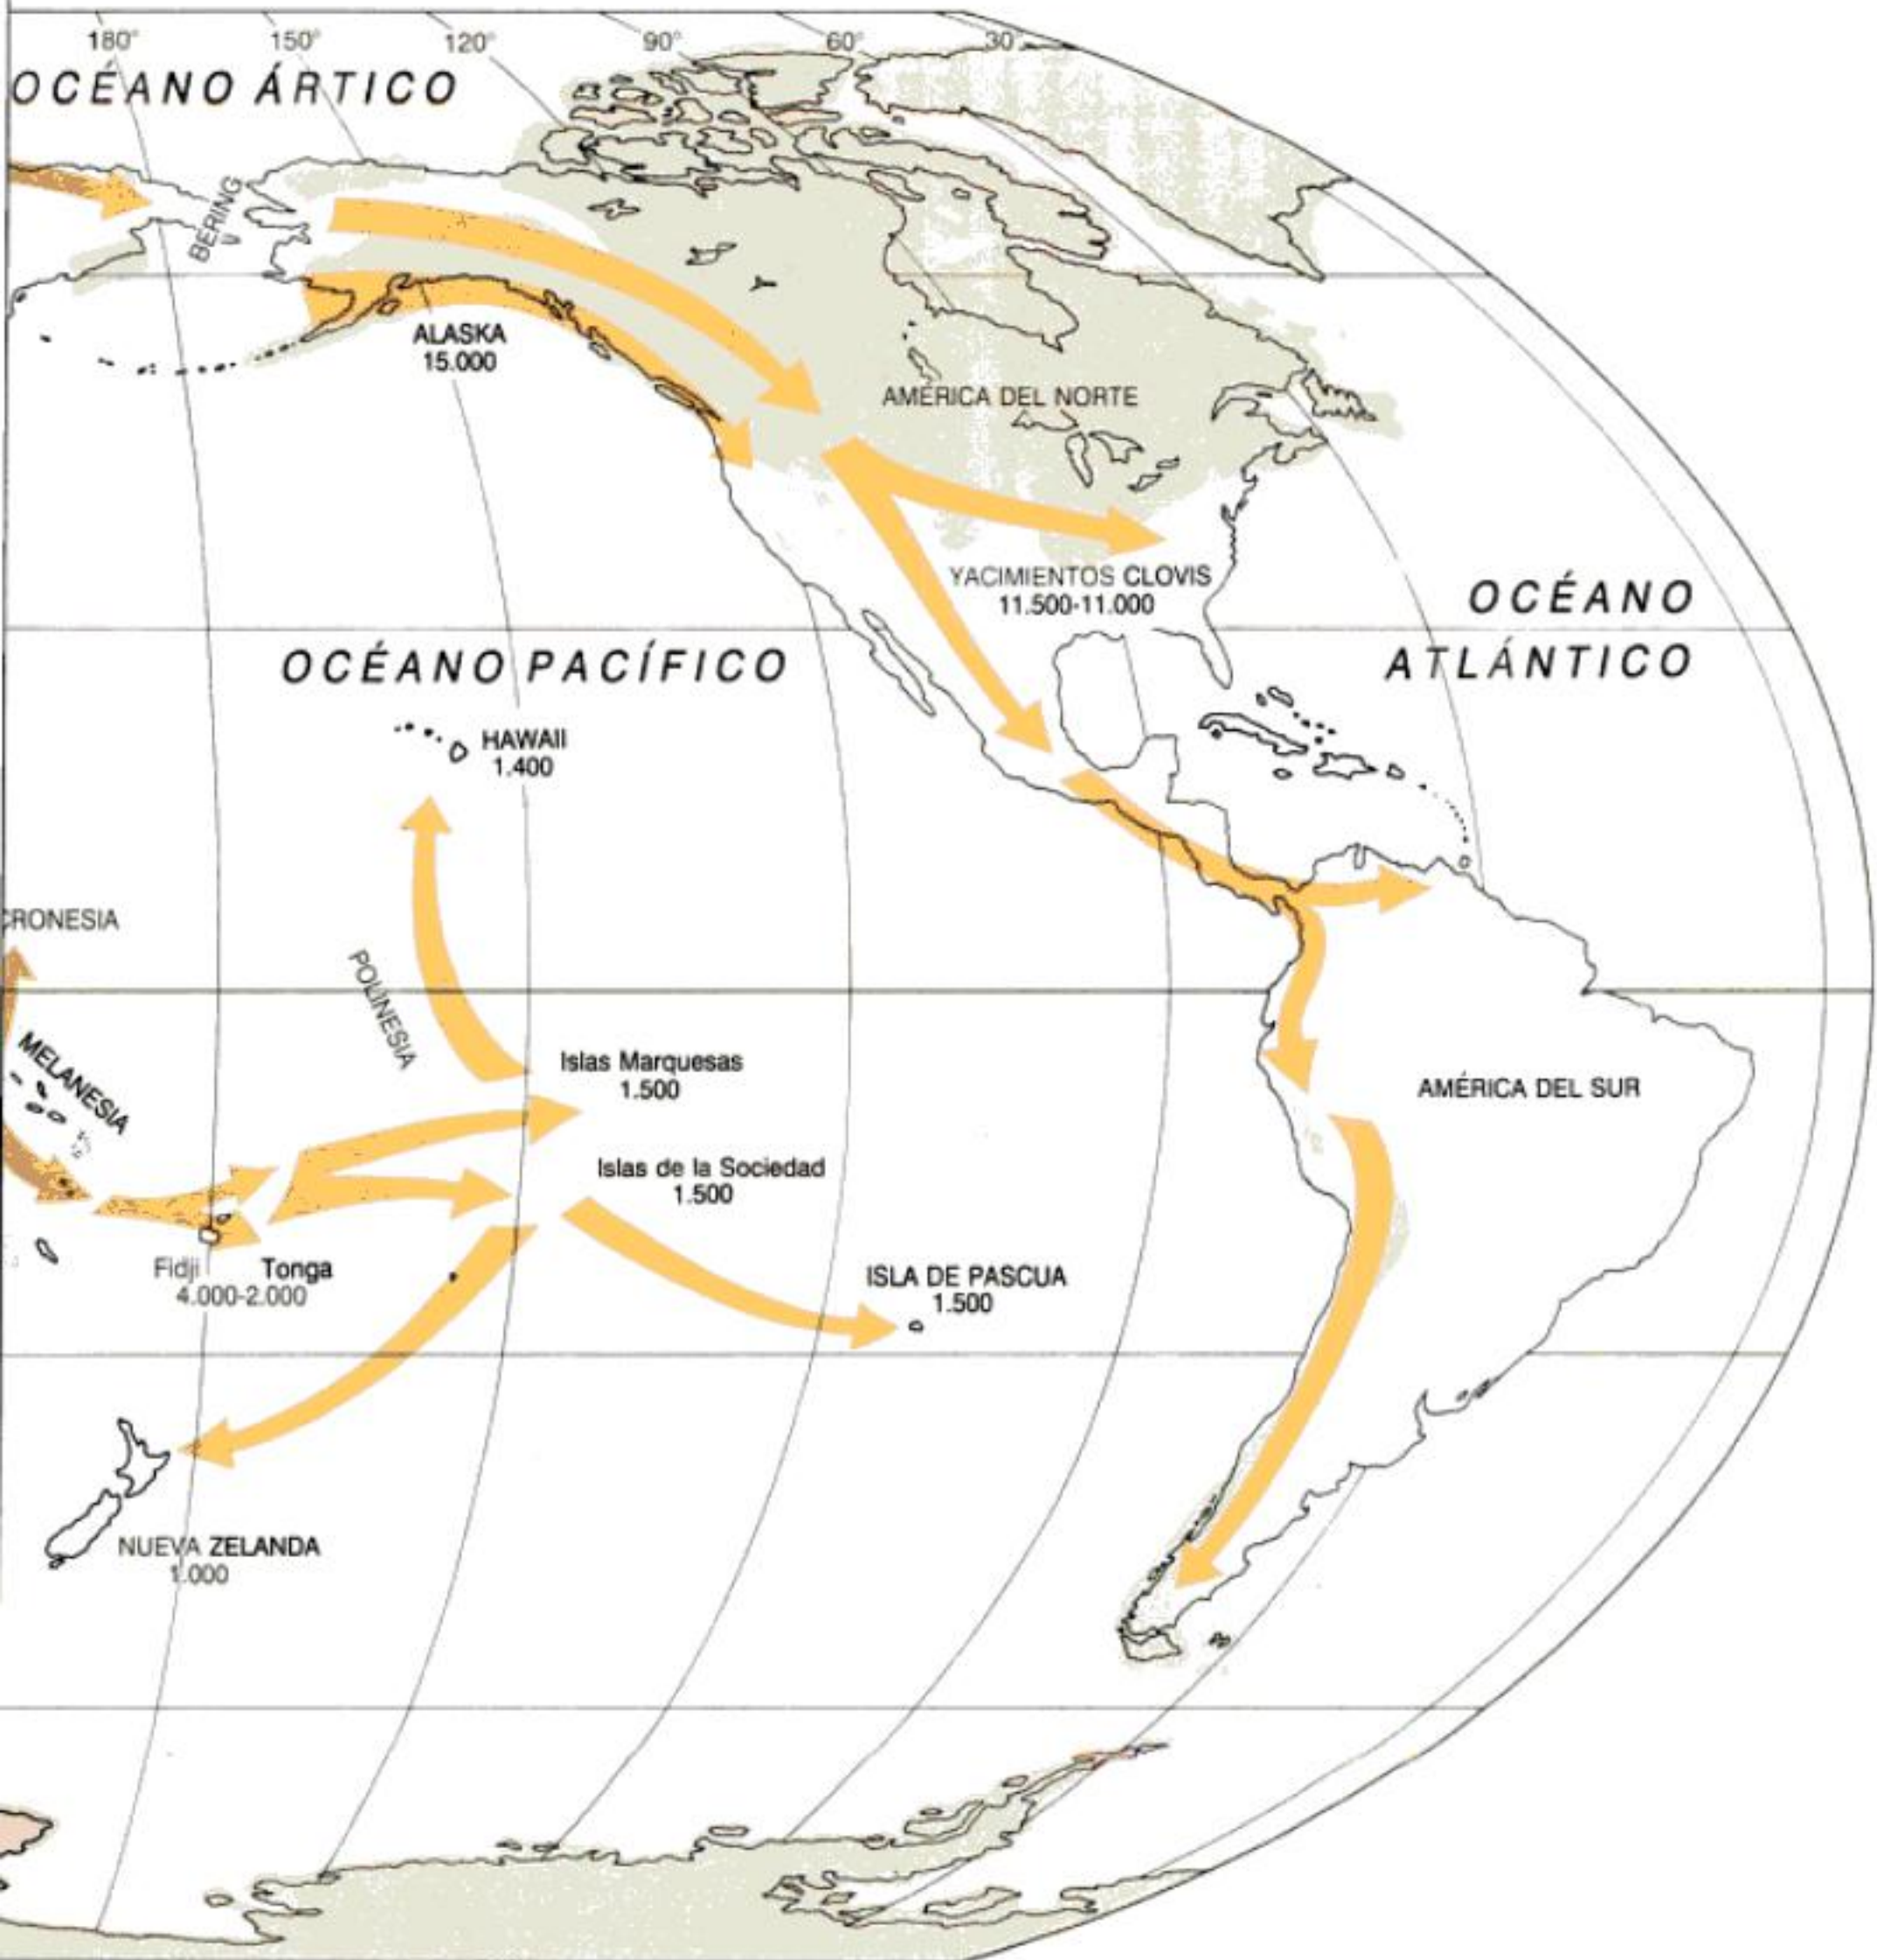 180° 150° 120° 90° 60° 30
OCÉANO ÁRTICO
BERING
ALASKA
15.000
AMÉRICA DEL NORTE
YACIMIENTOS CLOVIS
11.500-11.000
OCÉANO
ATLÁNTICO
OCÉANO PACÍFICO
HAWAII
1.400
CRONESIA
POLINESIA
MELANESIA
Islas Marquesas
1.500
AMÉRICA DEL SUR
Islas de la Sociedad
1.500
Fidji Tonga
4.000-2.000
ISLA DE PASCUA
1.500
NUEVA ZELANDA
1.000